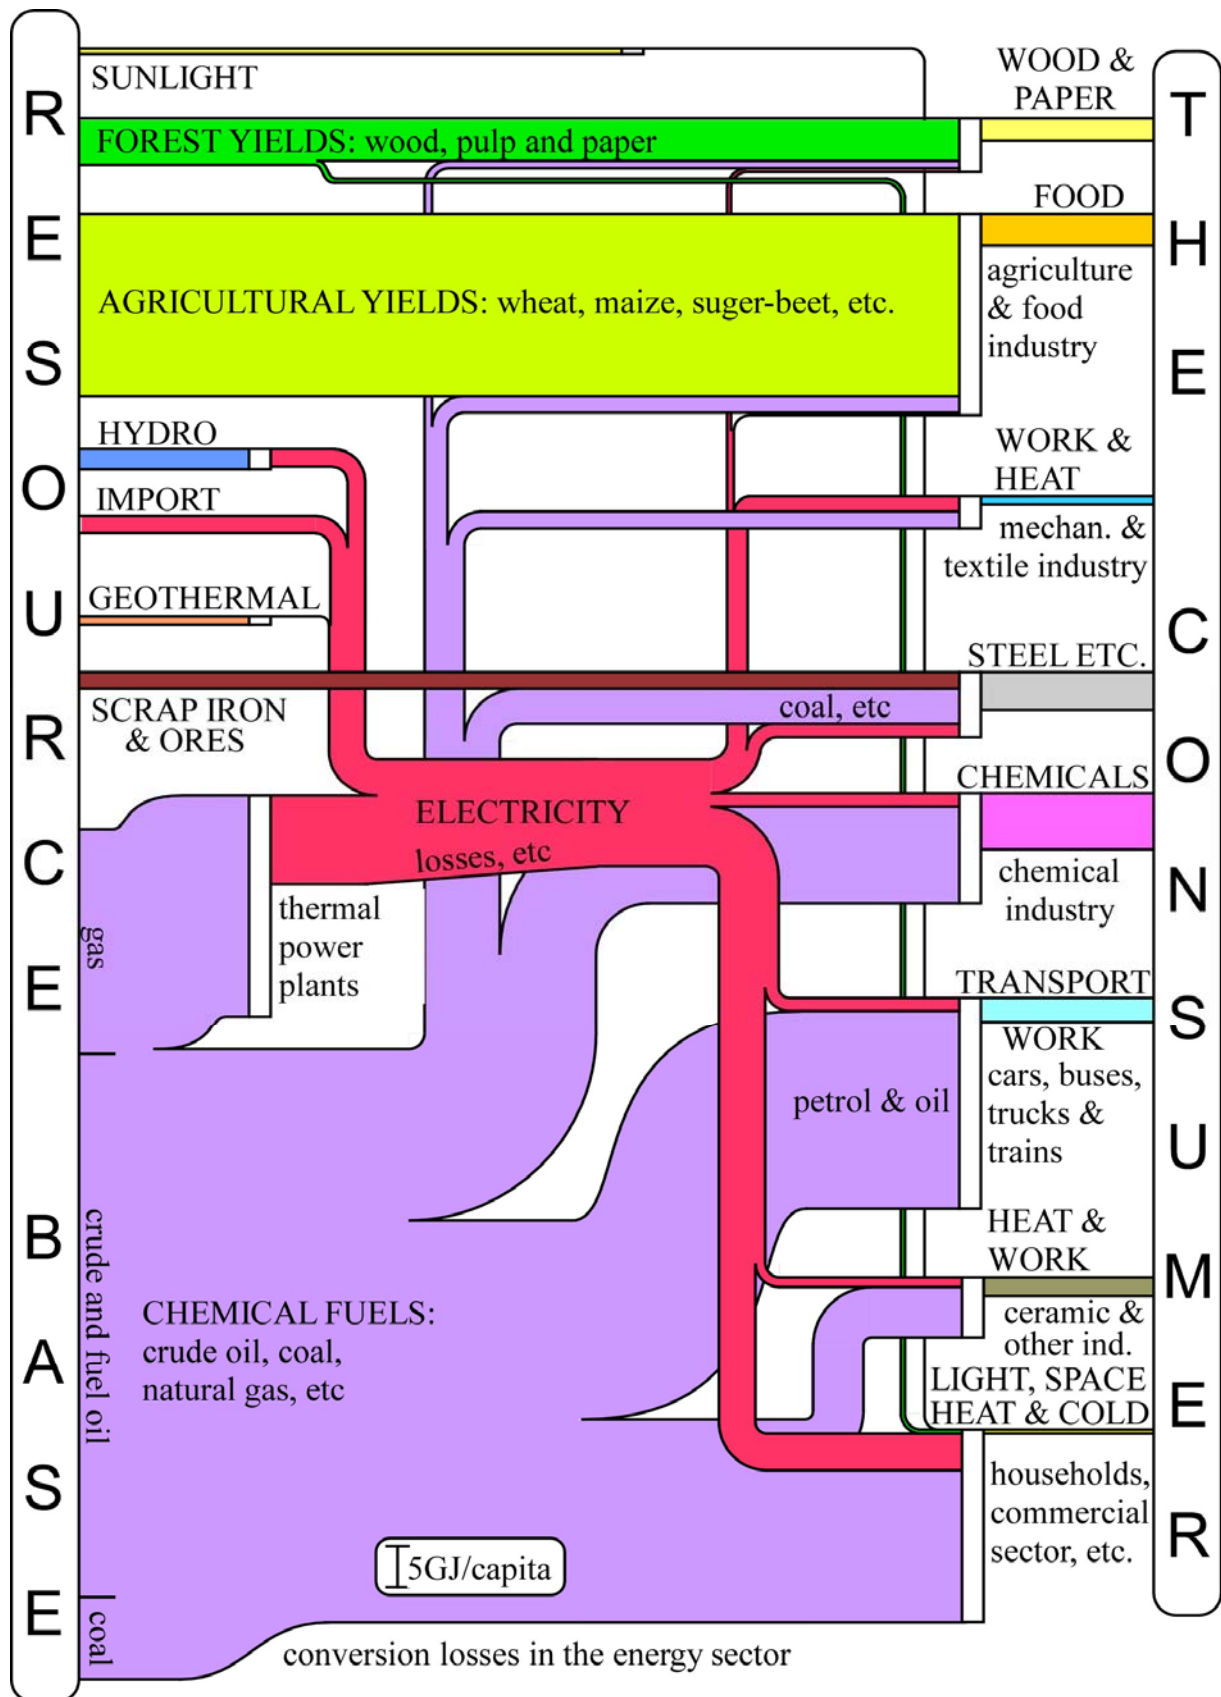 RESOURCE BASE
SUNLIGHT
FOREST YIELDS: wood, pulp and paper
AGRICULTURAL YIELDS: wheat, maize, suger-beet, etc.
HYDRO
IMPORT
GEOTHERMAL
SCRAP IRON
& ORES
coal, etc
ELECTRICITY
losses, etc
gas
thermal
power
plants
petrol & oil
crude and fuel oil
CHEMICAL FUELS:
crude oil, coal,
natural gas, etc
5GJ/capita
coal
conversion losses in the energy sector
WOOD &
PAPER
FOOD
agriculture
& food
industry
WORK &
HEAT
mechan. &
textile industry
STEEL ETC.
CHEMICALS
chemical
industry
TRANSPORT
WORK
cars, buses,
trucks &
trains
HEAT &
WORK
ceramic &
other ind.
LIGHT, SPACE
HEAT & COLD
households,
commercial
sector, etc.
THE CONSUMER